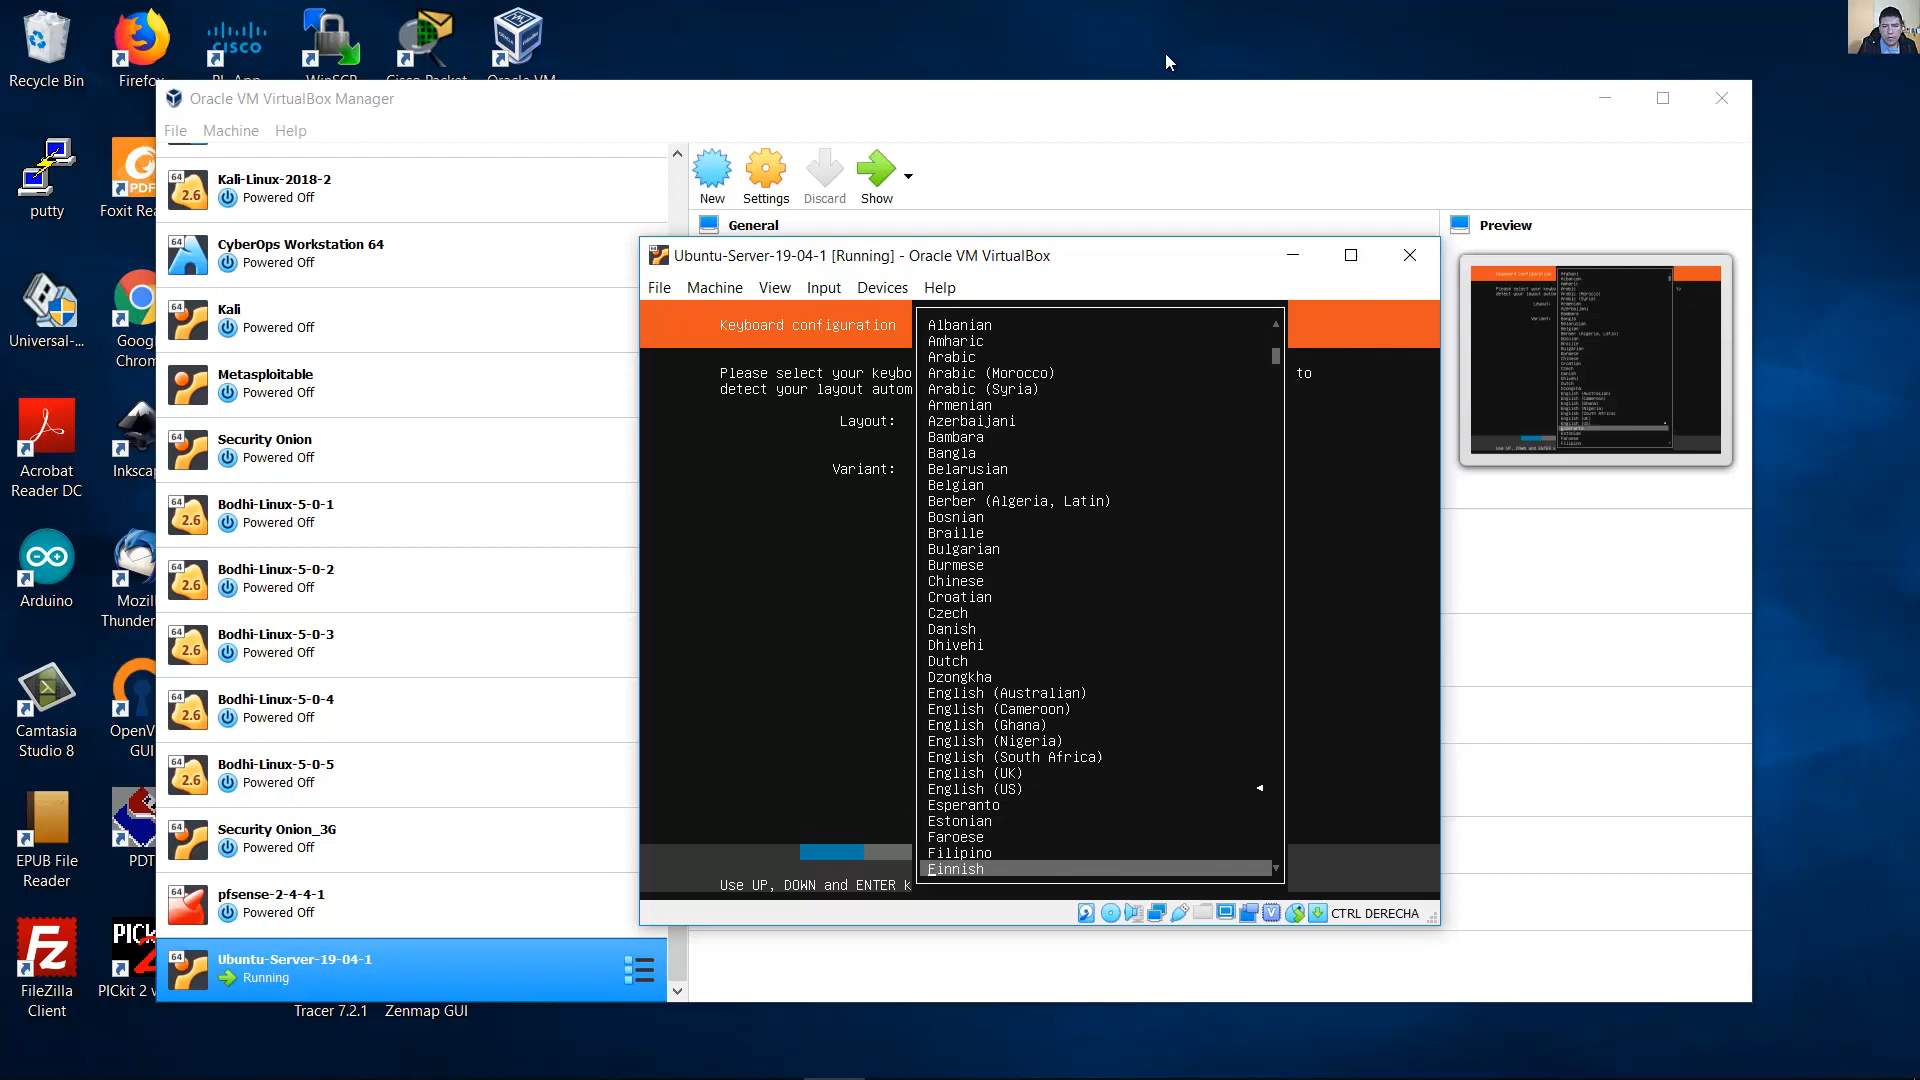 Recycle Bin
Firefox
cisco
WinSCP
Oracle VM
Oracle VM VirtualBox Manager
File Machine Help
putty
PDF
Foxit Rea
Universal-...
Goog
Chrom
Acrobat
Reader DC
Inkscap
Arduino
Mozil
Thunder
Camtasia
Studio 8
OpenV
GUI
EPUB File
Reader
PDT
FileZilla
Client
PICkit 2 v
Tracer 7.2.1
Zenmap GUI
Kali-Linux-2018-2
Powered Off
CyberOps Workstation 64
Powered Off
Kali
Powered Off
Metasploitable
Powered Off
Security Onion
Powered Off
Bodhi-Linux-5-0-1
Powered Off
Bodhi-Linux-5-0-2
Powered Off
Bodhi-Linux-5-0-3
Powered Off
Bodhi-Linux-5-0-4
Powered Off
Bodhi-Linux-5-0-5
Powered Off
Security Onion_3G
Powered Off
pfsense-2-4-4-1
Powered Off
Ubuntu-Server-19-04-1
Running
New Settings Discard Show
General
Preview
Ubuntu-Server-19-04-1 [Running] - Oracle VM VirtualBox
File Machine View Input Devices Help
Keyboard configuration
Please select your keybo to
detect your layout autom
Layout:
Variant:
Albanian
Amharic
Arabic
Arabic (Morocco)
Arabic (Syria)
Armenian
Azerbaijani
Bambara
Bangla
Belarusian
Belgian
Berber (Algeria, Latin)
Bosnian
Braille
Bulgarian
Burmese
Chinese
Croatian
Czech
Danish
Dhivehi
Dutch
Dzongkha
English (Australian)
English (Cameroon)
English (Ghana)
English (Nigeria)
English (South Africa)
English (UK)
English (US)
Esperanto
Estonian
Faroese
Filipino
Finnish
Use UP, DOWN and ENTER k
CTRL DERECHA